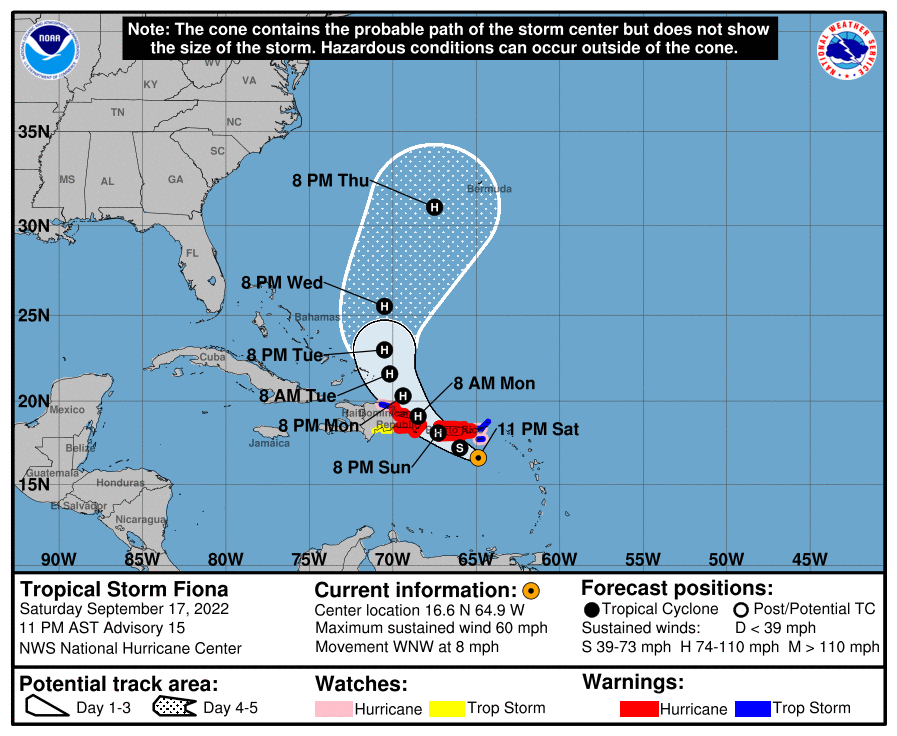 Note: The cone contains the probable path of the storm center but does not show
the size of the storm. Hazardous conditions can occur outside of the cone.
NOAA
NATIONAL WEATHER SERVICE
WV
VA
KY
TN
NC
SC
MS
AL
GA
FL
35N
30N
25N
20N
15N
8 PM Thu
Bermuda
8 PM Wed
Bahamas
8 PM Tue
Cuba
8 AM Tue
8 AM Mon
Mexico
8 PM Mon
11 PM Sat
Jamaica
8 PM Sun
Belize
Guatemala
Honduras
El Salvador
Nicaragua
H
H
H
H
H
H
H
S
90W 85W 80W 75W 70W 65W 60W 55W 50W 45W
Tropical Storm Fiona
Saturday September 17, 2022
11 PM AST Advisory 15
NWS National Hurricane Center
Current information:
Center location 16.6 N 64.9 W
Maximum sustained wind 60 mph
Movement WNW at 8 mph
Forecast positions:
Tropical Cyclone Post/Potential TC
Sustained winds: D < 39 mph
S 39-73 mph H 74-110 mph M > 110 mph
Potential track area:
Day 1-3 Day 4-5
Watches:
Hurricane Trop Storm
Warnings:
Hurricane Trop Storm